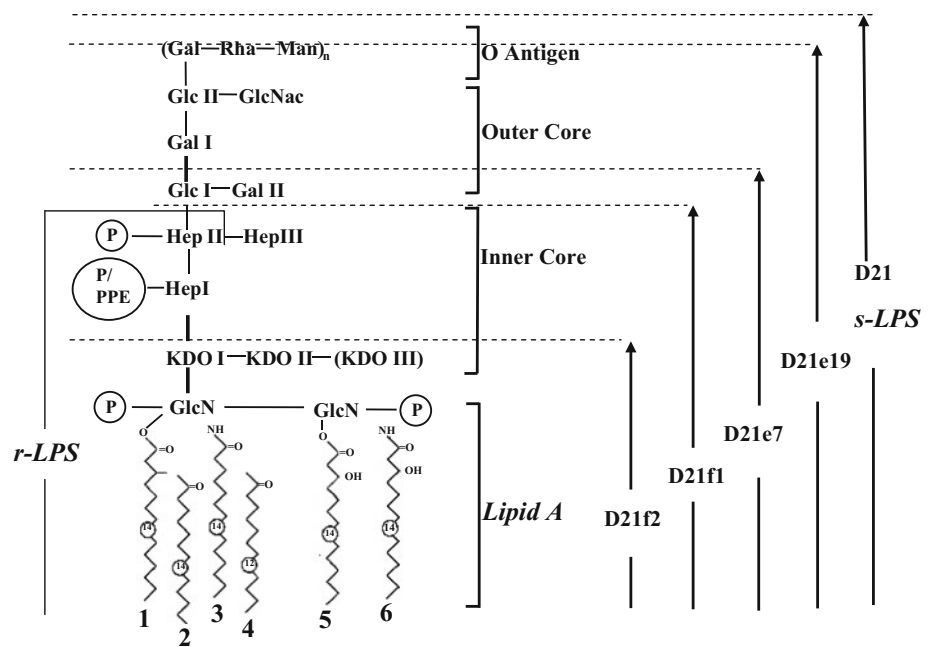 (Gal—Rha—Man)n
O Antigen
Glc II—GlcNac
Outer Core
Gal I
Glc I—Gal II
P
Hep II—HepIII
Inner Core
P/
PPE
HepI
D21
s-LPS
KDO I—KDO II—(KDO III)
D21e19
P
GlcN
GlcN
P
D21e7
r-LPS
O
O
NH
O
O
O
NH
O
OH
OH
O
O
D21f1
Lipid A
D21f2
14
14
14
14
14
12
1
2
3
4
5
6